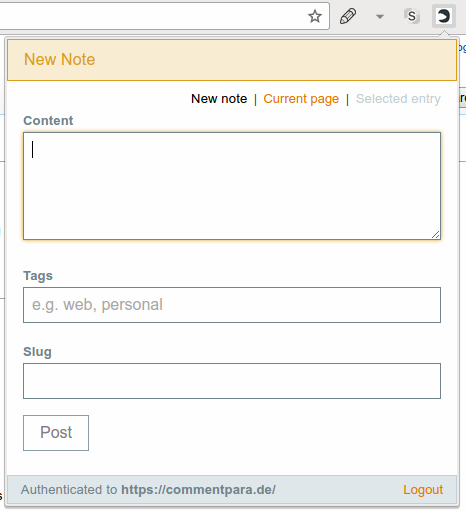 S
New Note
New note | Current page | Selected entry
Content
Tags
e.g. web, personal
Slug
Post
Authenticated to https://commentpara.de/ Logout